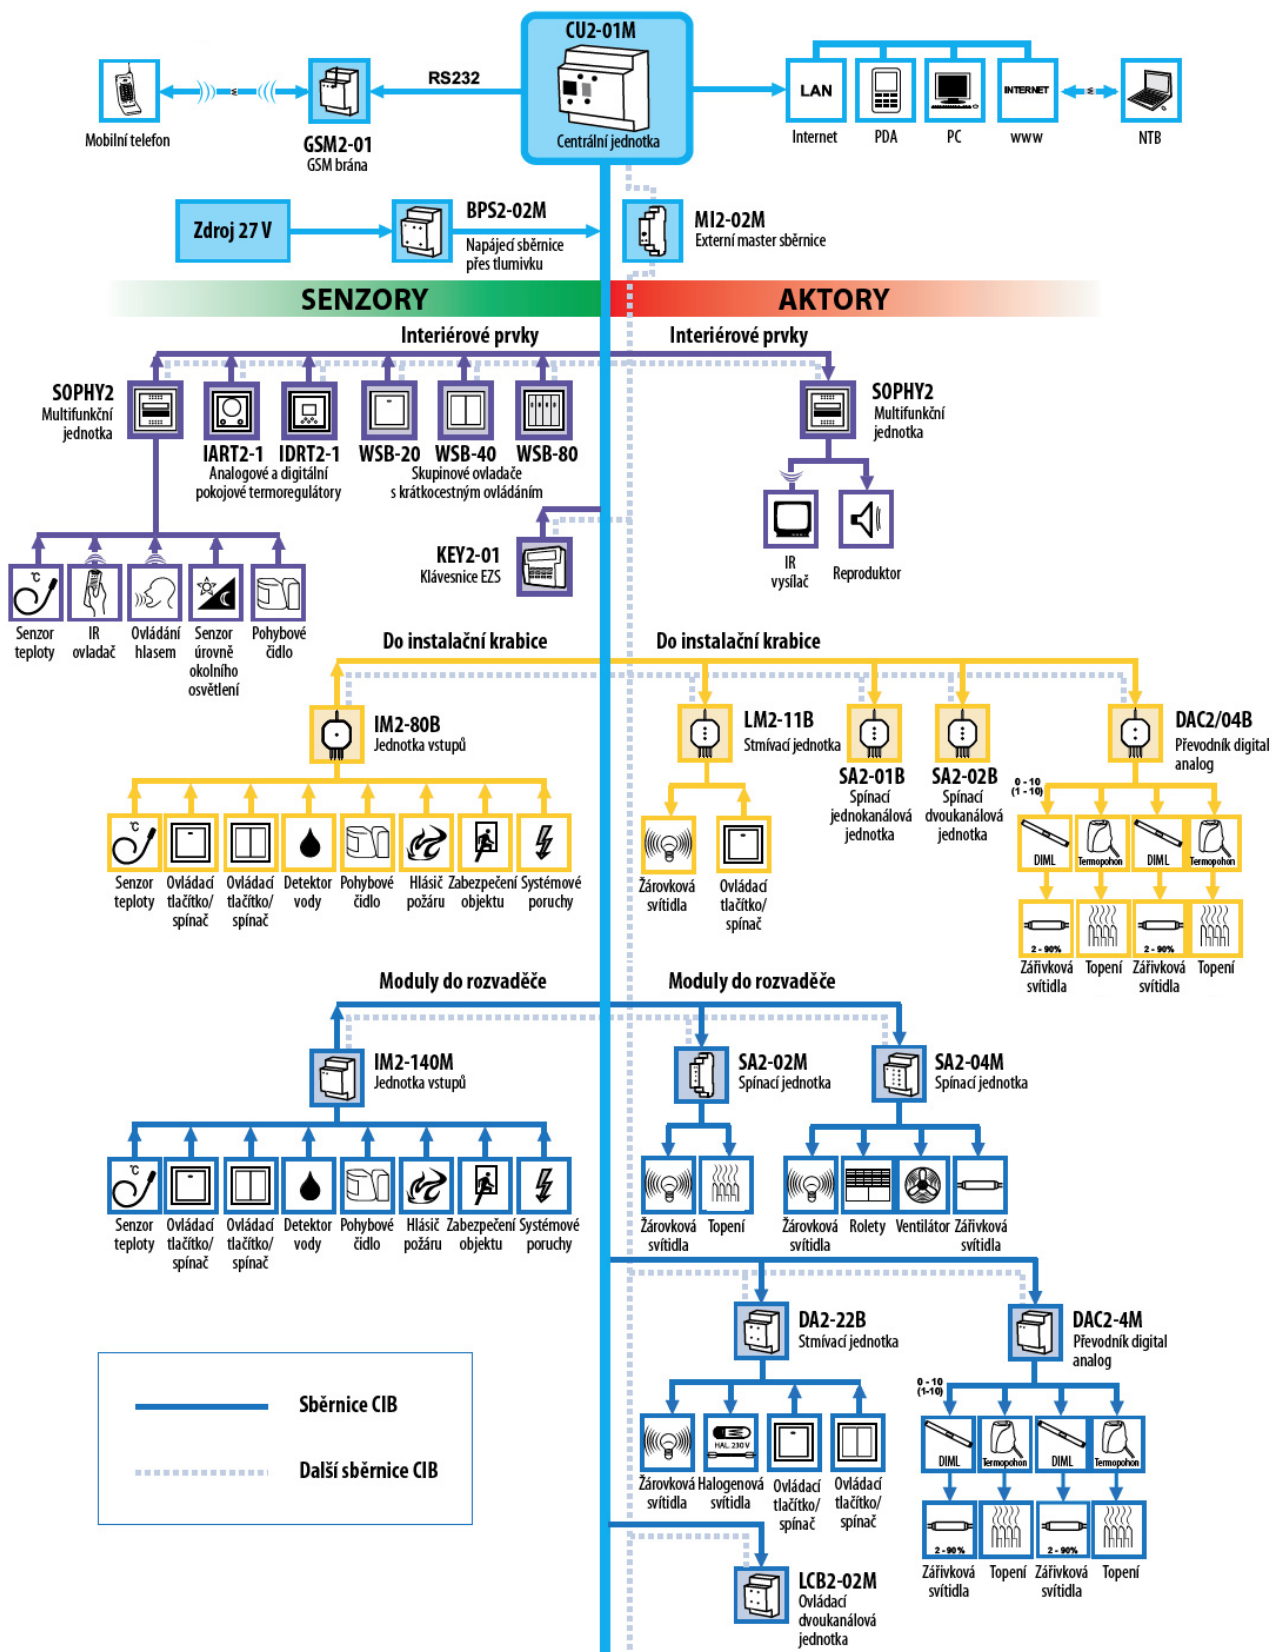 CU2-01M
Centrální jednotka
RS232
Mobilní telefon
GSM2-01
GSM brána
LAN
INTERNET
Internet
PDA
PC
www
NTB
Zdroj 27 V
BPS2-02M
Napájecí sběrnice
přes tlumivku
MI2-02M
Externí master sběrnice
SENZORY
AKTORY
Interiérové prvky
Interiérové prvky
SOPHY2
Multifunkční
jednotka
IART2-1
IDRT2-1
Analogové a digitální
pokojové termoregulátory
WSB-20
WSB-40
WSB-80
Skupinové ovladače
s krátkocestným ovládáním
SOPHY2
Multifunkční
jednotka
KEY2-01
Klávesnice EZS
IR
vysílač
Reproduktor
°C
Senzor
teploty
IR
ovladač
Ovládání
hlasem
Senzor
úrovně
okolního
osvětlení
Pohybové
čidlo
Do instalační krabice
Do instalační krabice
IM2-80B
Jednotka vstupů
LM2-11B
Stmívací jednotka
SA2-01B
Spínací
jednokanálová
jednotka
SA2-02B
Spínací
dvoukanálová
jednotka
DAC2/04B
Převodník digital
analog
°C
Senzor
teploty
Ovládací
tlačítko/
spínač
Ovládací
tlačítko/
spínač
Detektor
vody
Pohybové
čidlo
Hlásič
požáru
Zabezpečení
objektu
Systémové
poruchy
Žárovková
svítidla
Ovládací
tlačítko/
spínač
0 - 10
(1 - 10)
DIML
Termopohon
DIML
Termopohon
2 - 90%
2 - 90%
Zářivková
svítidla
Topení
Zářivková
svítidla
Topení
Moduly do rozvaděče
Moduly do rozvaděče
IM2-140M
Jednotka vstupů
SA2-02M
Spínací jednotka
SA2-04M
Spínací jednotka
°C
Senzor
teploty
Ovládací
tlačítko/
spínač
Ovládací
tlačítko/
spínač
Detektor
vody
Pohybové
čidlo
Hlásič
požáru
Zabezpečení
objektu
Systémové
poruchy
Žárovková
svítidla
Topení
Žárovková
svítidla
Rolety
Ventilátor
Zářivková
svítidla
DA2-22B
Stmívací jednotka
DAC2-4M
Převodník digital
analog
HAL. 230 V
Žárovková
svítidla
Halogenová
svítidla
Ovládací
tlačítko/
spínač
Ovládací
tlačítko/
spínač
0 - 10
(1-10)
DIML
Termopohon
DIML
Termopohon
2 - 90%
2 - 90%
Zářivková
svítidla
Topení
Zářivková
svítidla
Topení
LCB2-02M
Ovládací
dvoukanálová
jednotka
Sběrnice CIB
Další sběrnice CIB